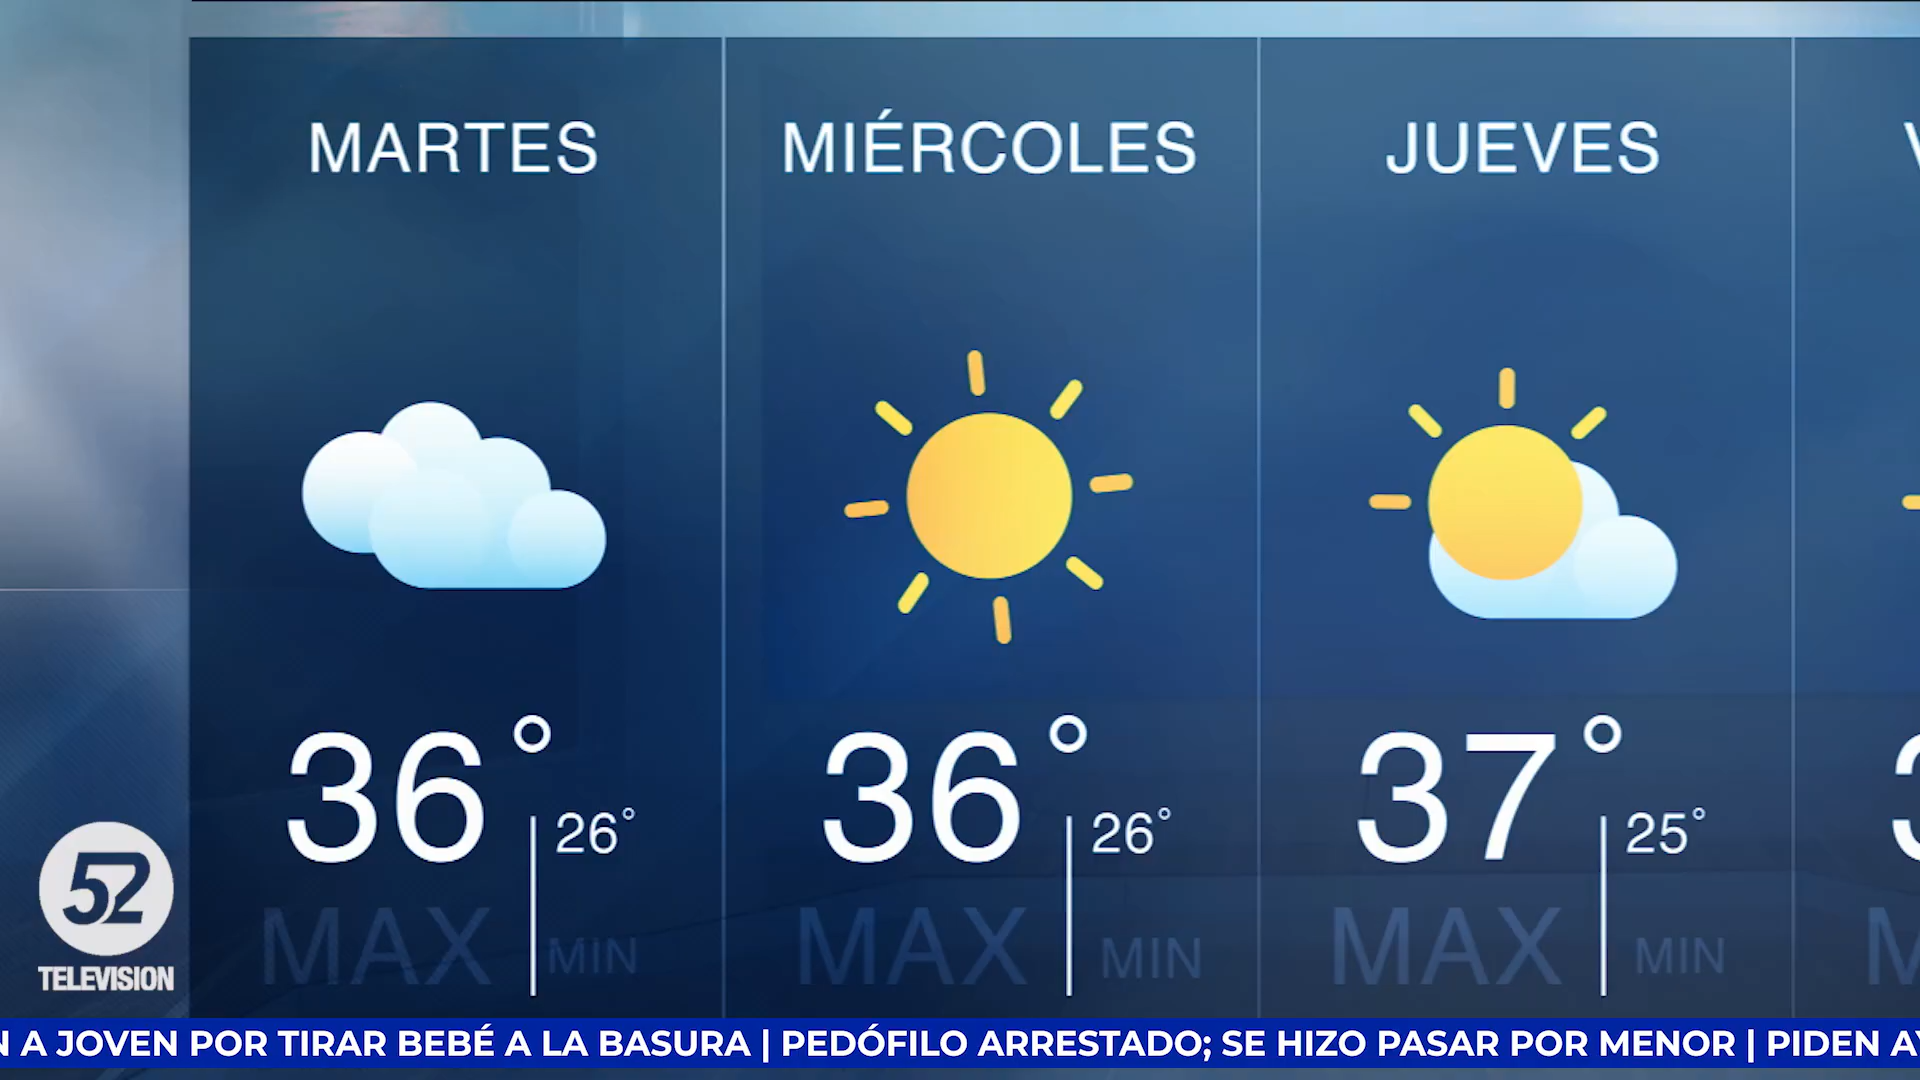 MARTES
MIÉRCOLES
JUEVES
36°
26°
MAX
MIN
36°
26°
MAX
MIN
37°
25°
MAX
MIN
52
TELEVISION
A JOVEN POR TIRAR BEBÉ A LA BASURA | PEDÓFILO ARRESTADO; SE HIZO PASAR POR MENOR | PIDEN